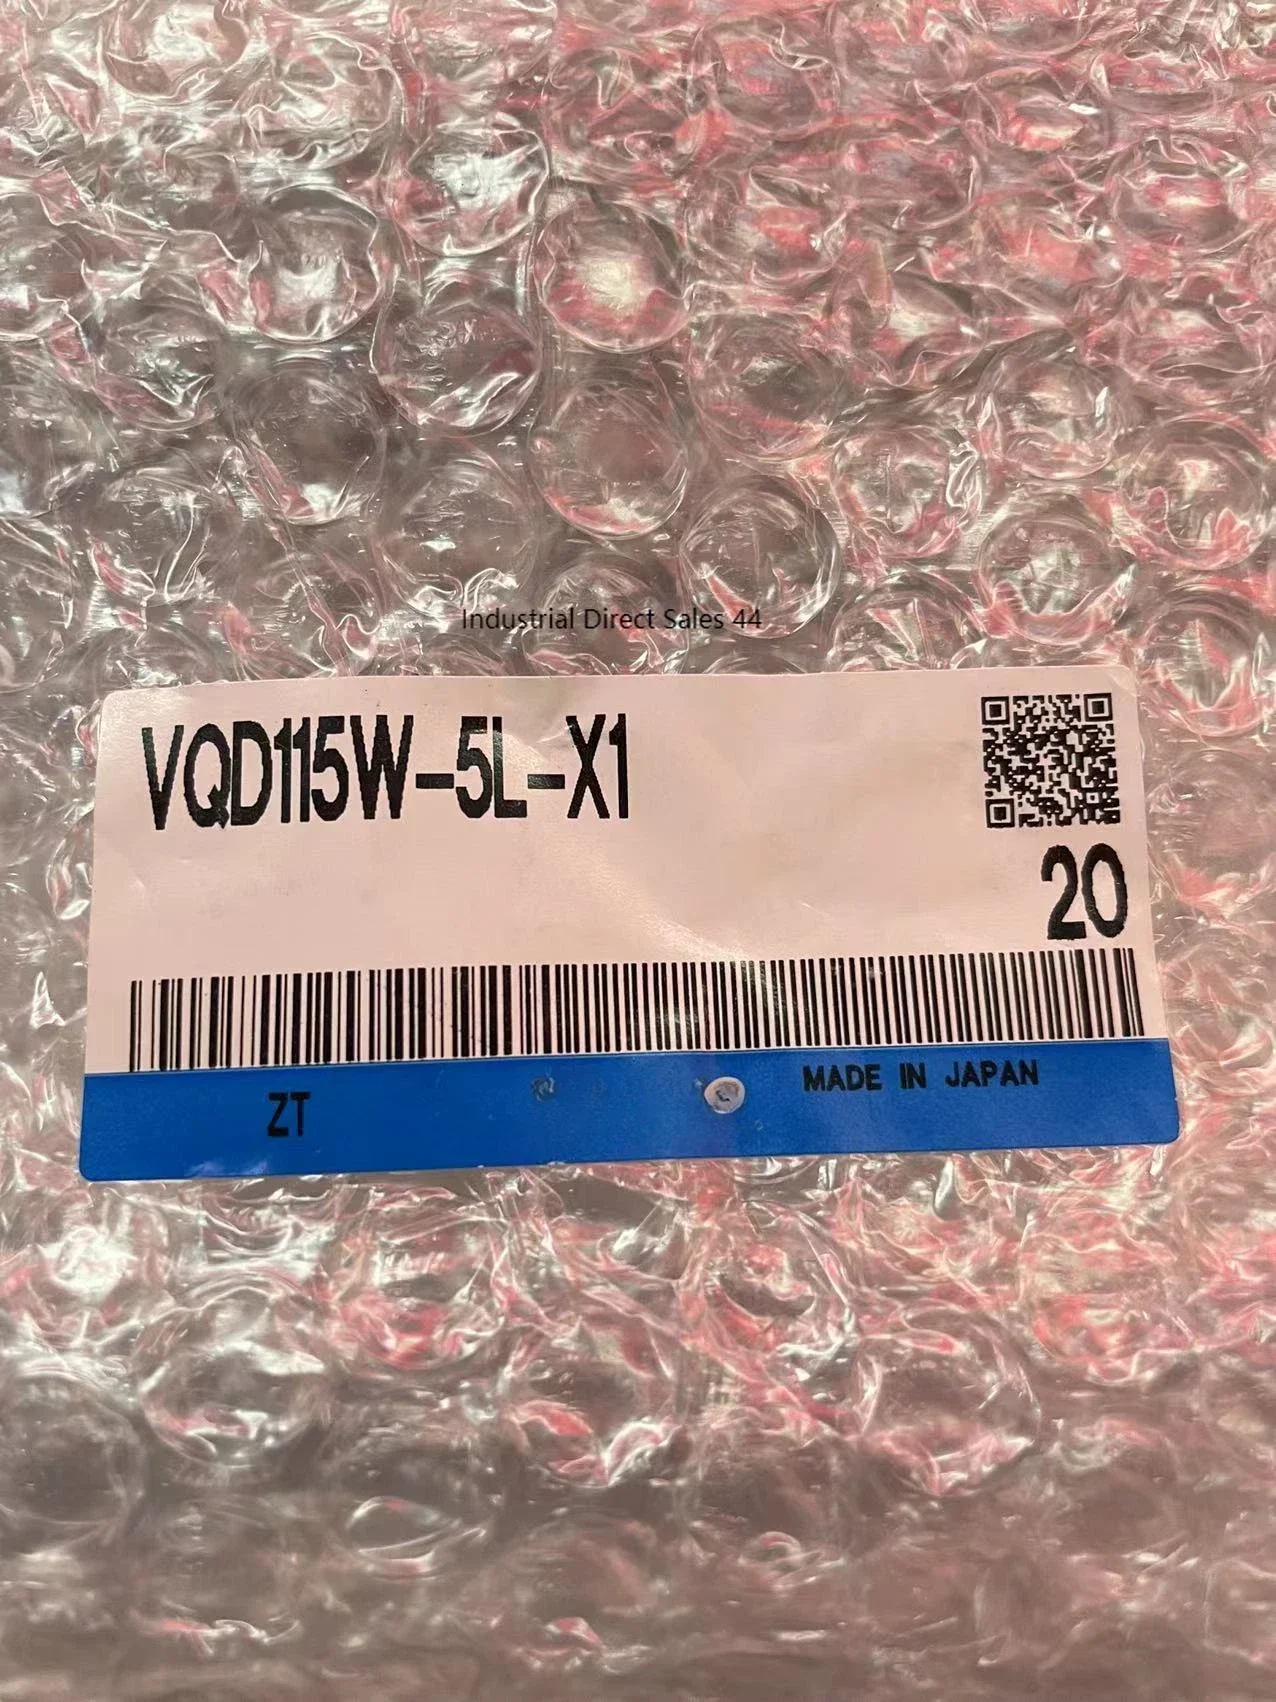 Industrial Direct Sales 44
VQD115W-5L-X1
20
ZT
MADE IN JAPAN